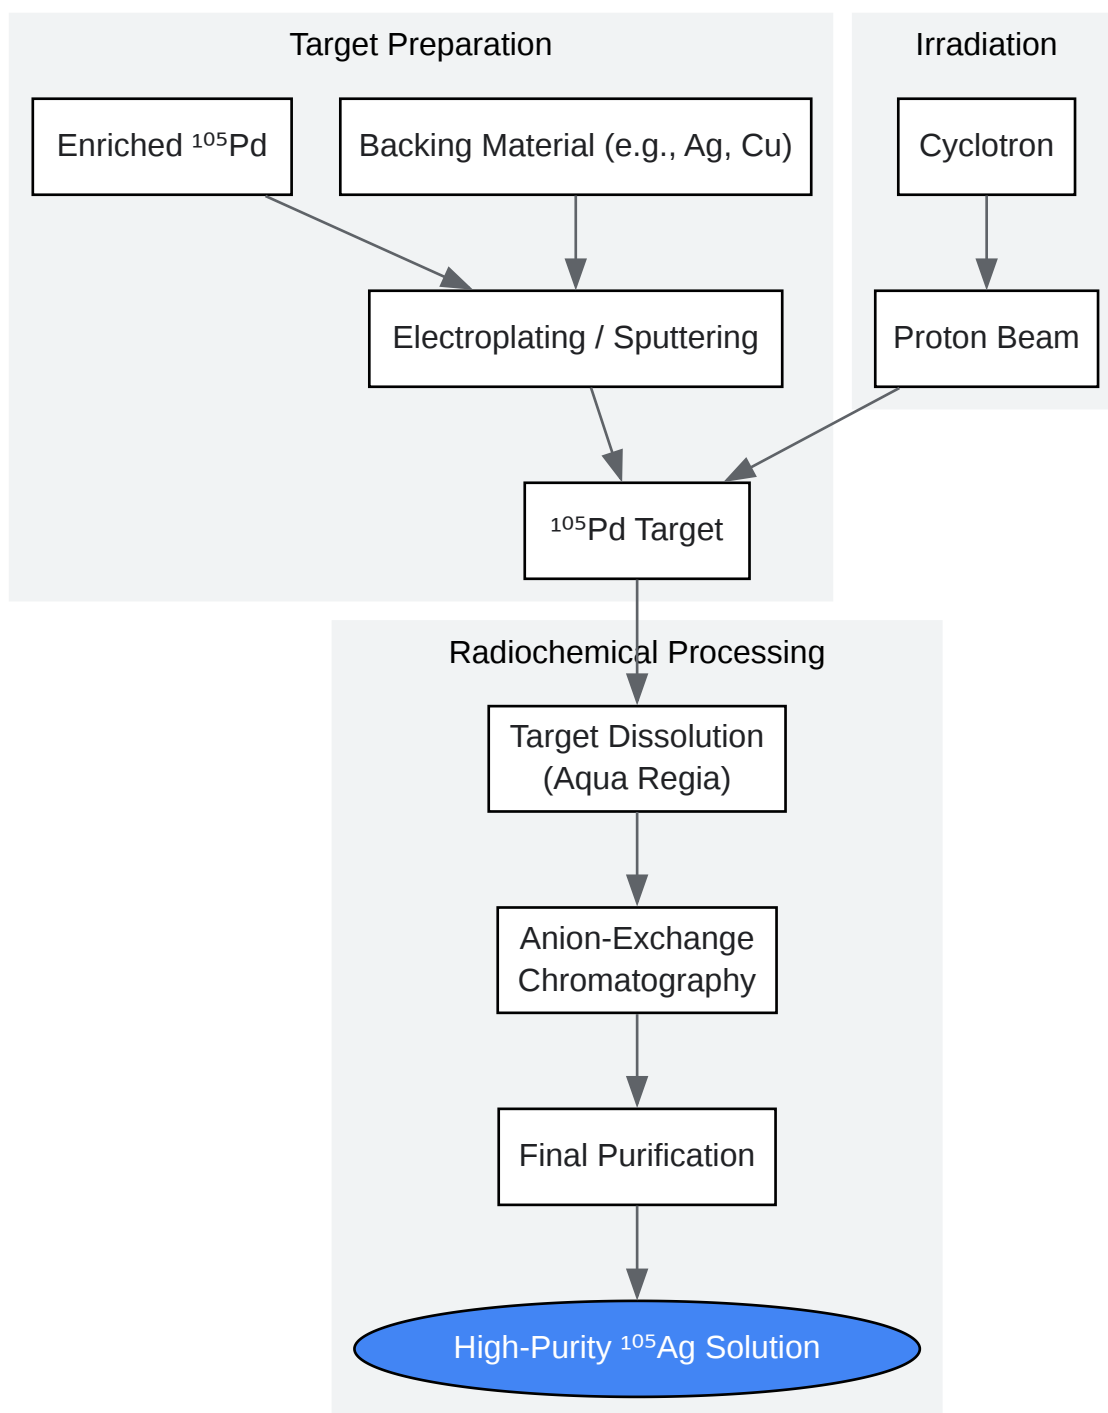 Target Preparation
Irradiation
Enriched ¹⁰⁵Pd
Backing Material (e.g., Ag, Cu)
Cyclotron
Electroplating / Sputtering
Proton Beam
¹⁰⁵Pd Target
Radiochemical Processing
Target Dissolution
(Aqua Regia)
Anion-Exchange
Chromatography
Final Purification
High-Purity ¹⁰⁵Ag Solution